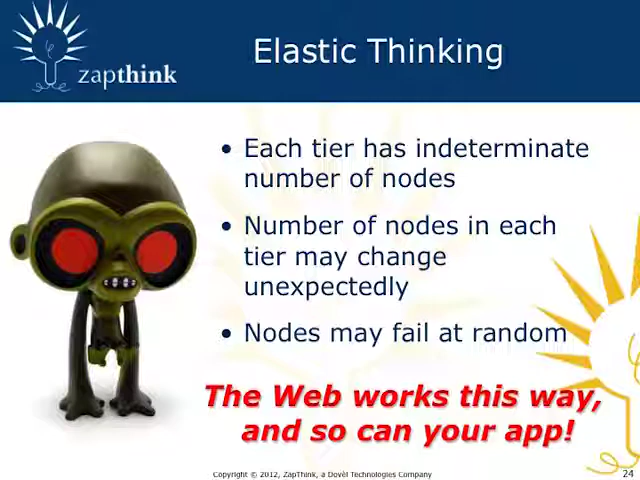 zapthink
Elastic Thinking
• Each tier has indeterminate
number of nodes
• Number of nodes in each
tier may change
unexpectedly
• Nodes may fail at random
The Web works this way,
and so can your app!
Copyright © 2012, ZapThink, a Dovèl Technologies Company
24